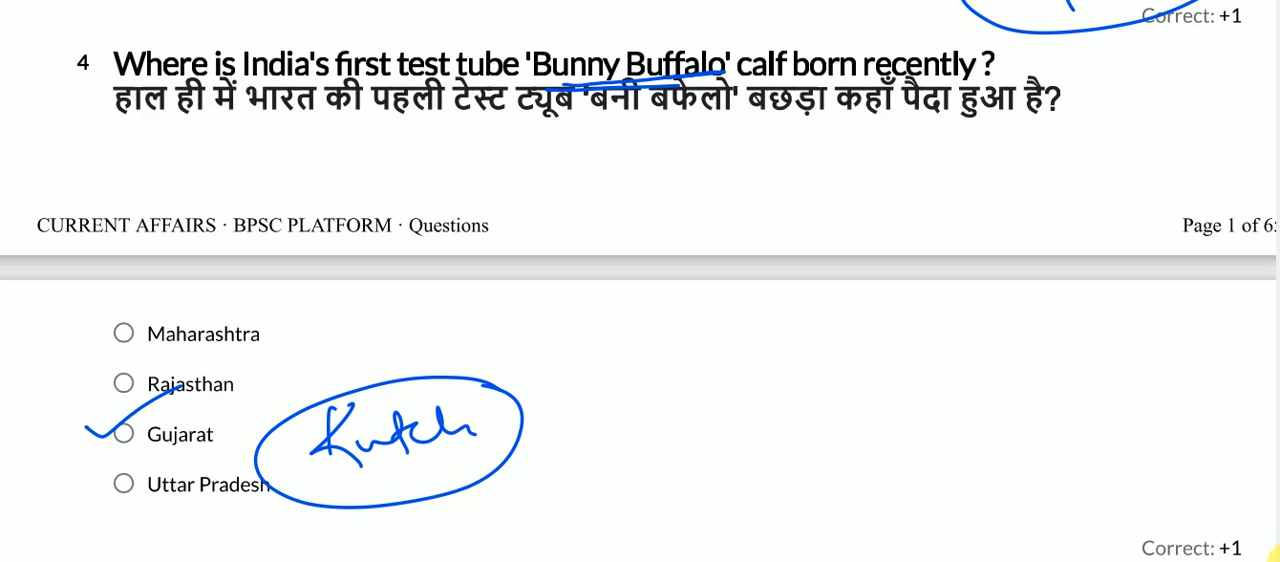 Correct: +1
4 Where is India's first test tube 'Bunny Buffalo' calf born recently ?
हाल ही में भारत की पहली टेस्ट ट्यूब 'बनी बफेलो' बछड़ा कहाँ पैदा हुआ है?
CURRENT AFFAIRS · BPSC PLATFORM · Questions Page 1 of 6
Maharashtra
Rajasthan
Gujarat
Kutch
Uttar Pradesh
Correct: +1